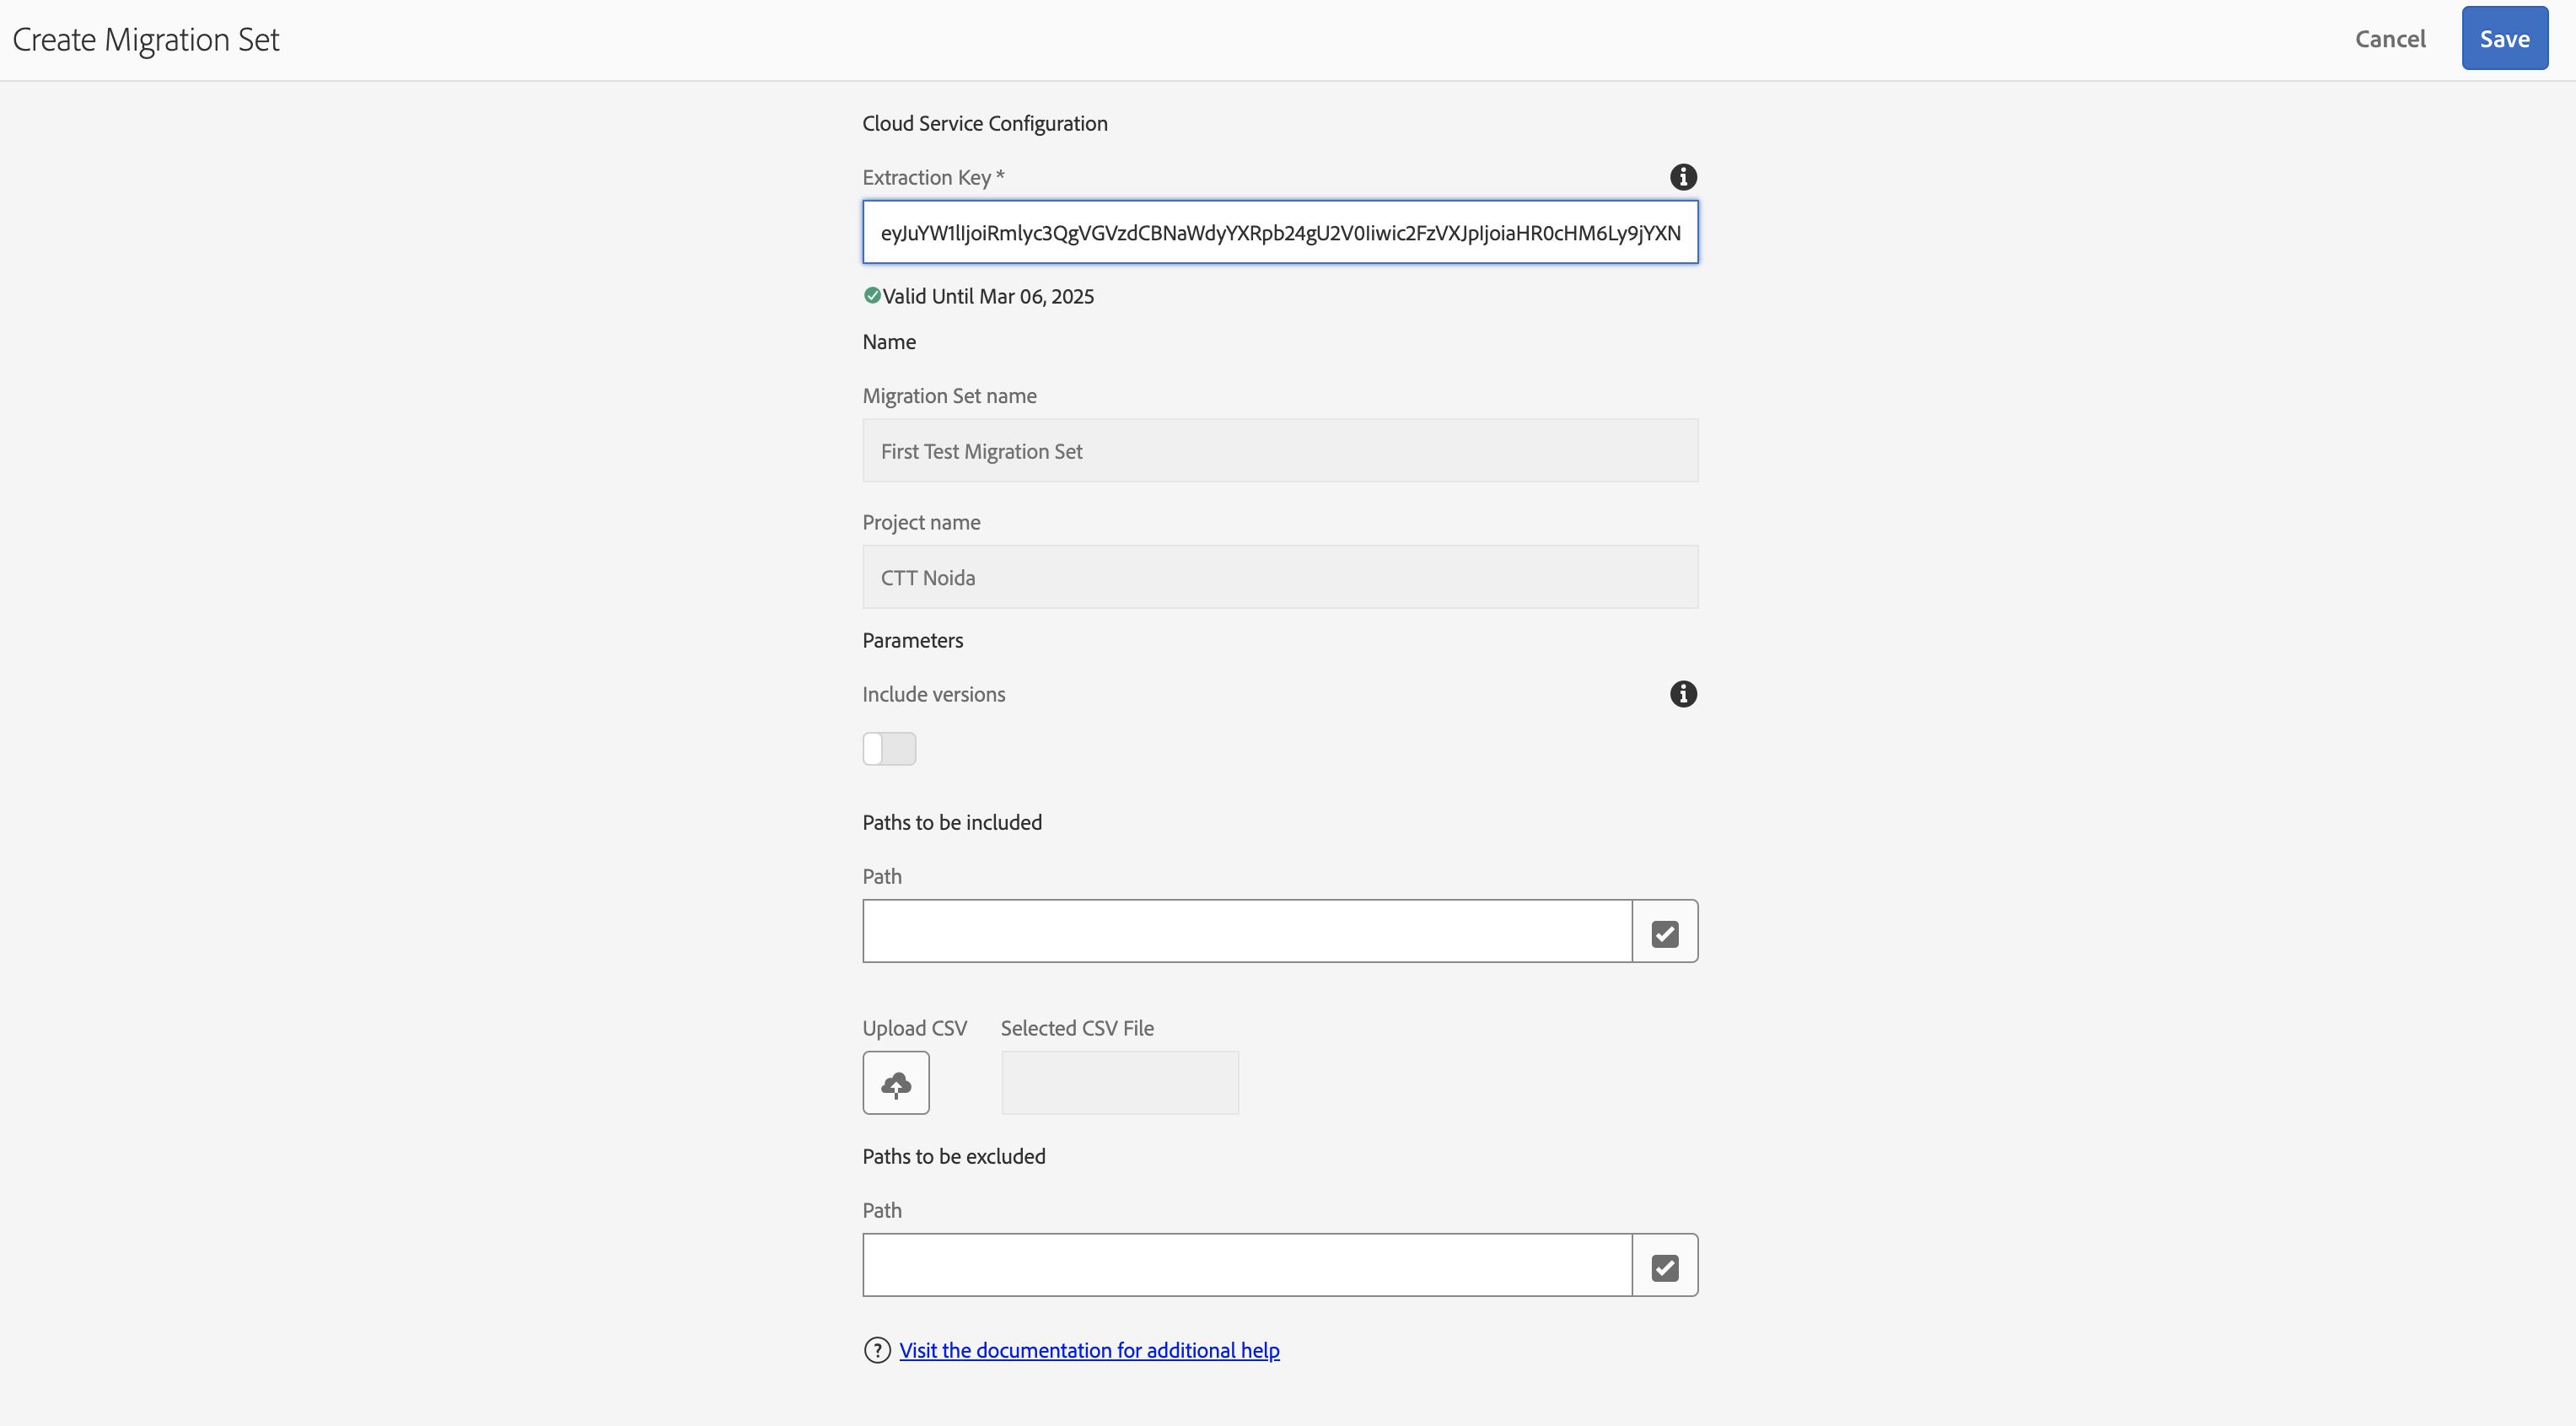 Create Migration Set
Cancel
Save
Cloud Service Configuration
Extraction Key *
eyJuYW1lIjoiRmlyc3QgVGVzdCBNaWdyYXRpb24gU2V0Iiwic2FzVXJpIjoiaHR0cHM6Ly9jYXN
Valid Until Mar 06, 2025
Name
Migration Set name
First Test Migration Set
Project name
CTT Noida
Parameters
Include versions
Paths to be included
Path
Upload CSV Selected CSV File
Paths to be excluded
Path
Visit the documentation for additional help